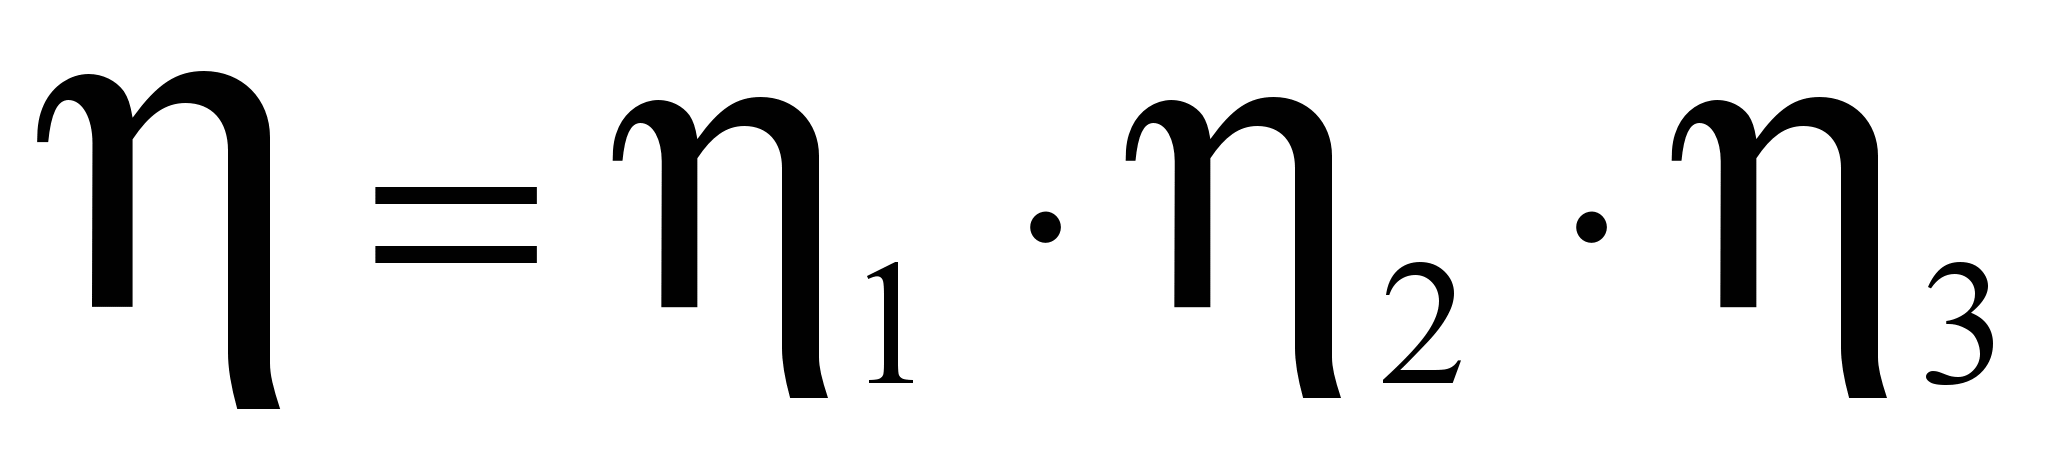 η = η₁ · η₂ · η₃